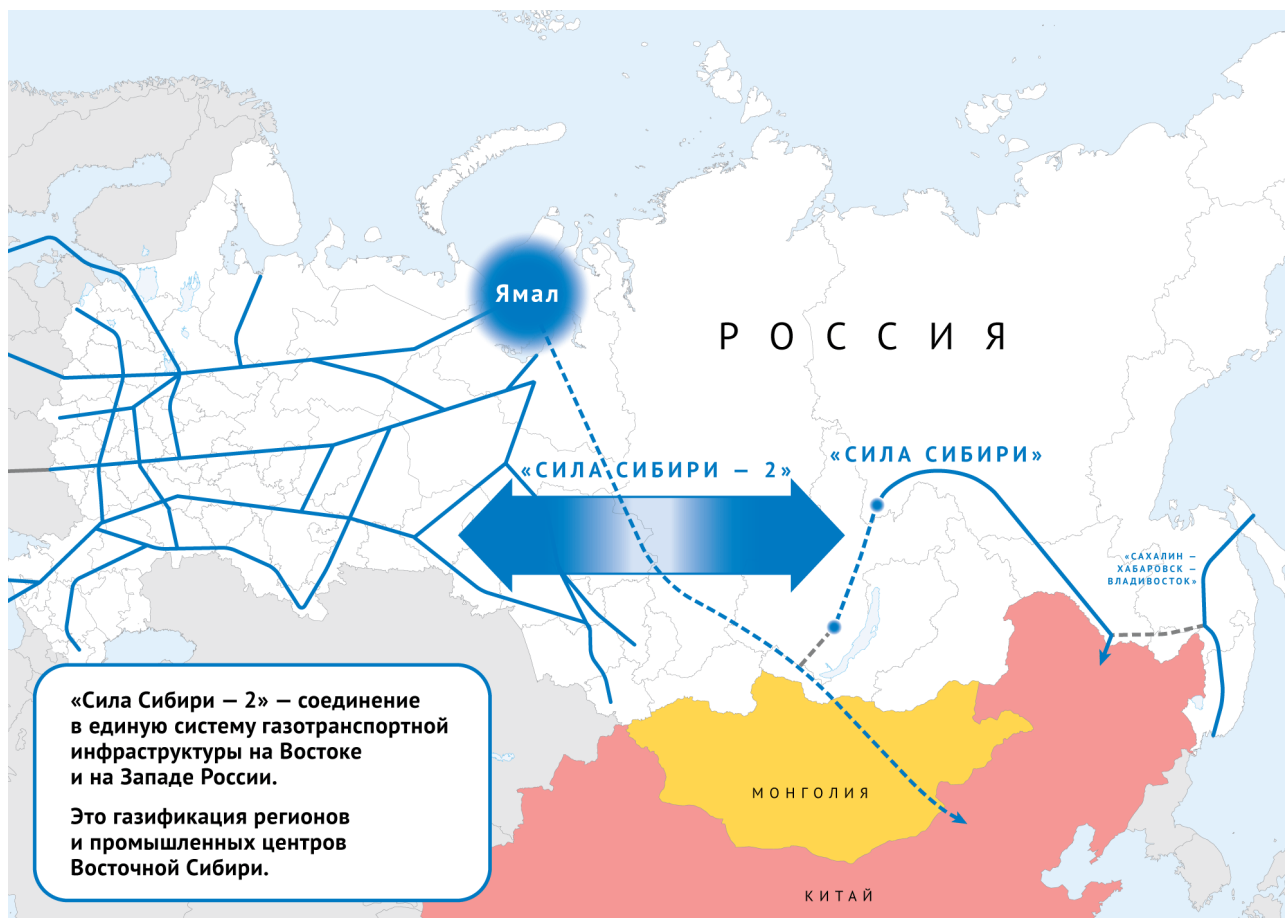 Ямал
РОССИЯ
«СИЛА СИБИРИ»
«СИЛА СИБИРИ — 2»
«САХАЛИН —
ХАБАРОВСК —
ВЛАДИВОСТОК»
«Сила Сибири — 2» — соединение
в единую систему газотранспортной
инфраструктуры на Востоке
и на Западе России.
Это газификация регионов
и промышленных центров
Восточной Сибири.
МОНГОЛИЯ
КИТАЙ